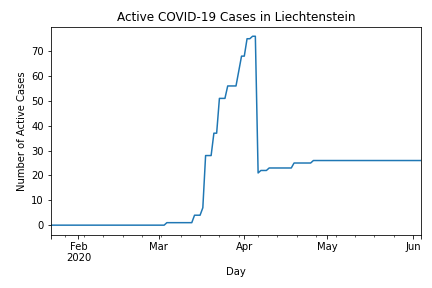 Active COVID-19 Cases in Liechtenstein
Number of Active Cases
70
60
50
40
30
20
10
0
Feb Mar Apr May Jun
2020
Day